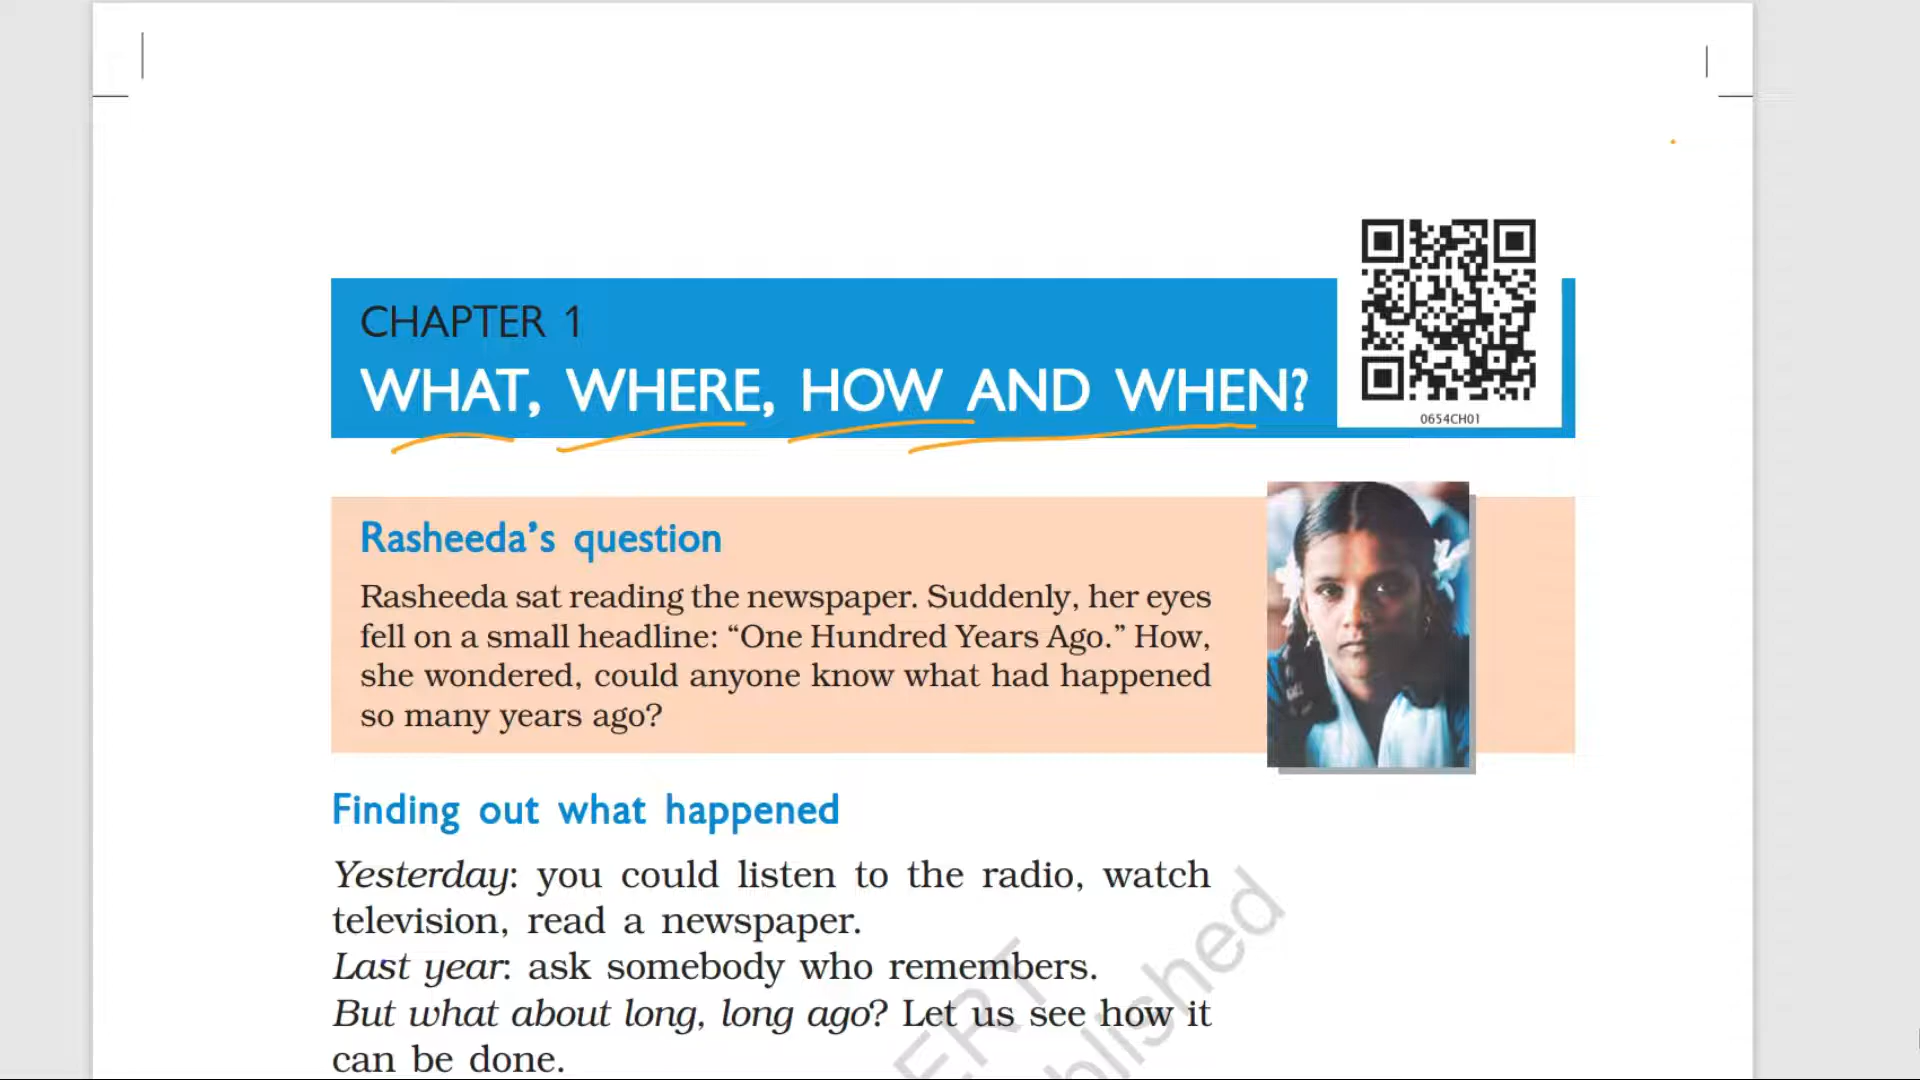 CHAPTER 1
WHAT, WHERE, HOW AND WHEN?
0654CH01
Rasheeda’s question
Rasheeda sat reading the newspaper. Suddenly, her eyes
fell on a small headline: “One Hundred Years Ago.” How,
she wondered, could anyone know what had happened
so many years ago?
Finding out what happened
Yesterday: you could listen to the radio, watch
television, read a newspaper.
Last year: ask somebody who remembers.
But what about long, long ago? Let us see how it
can be done.